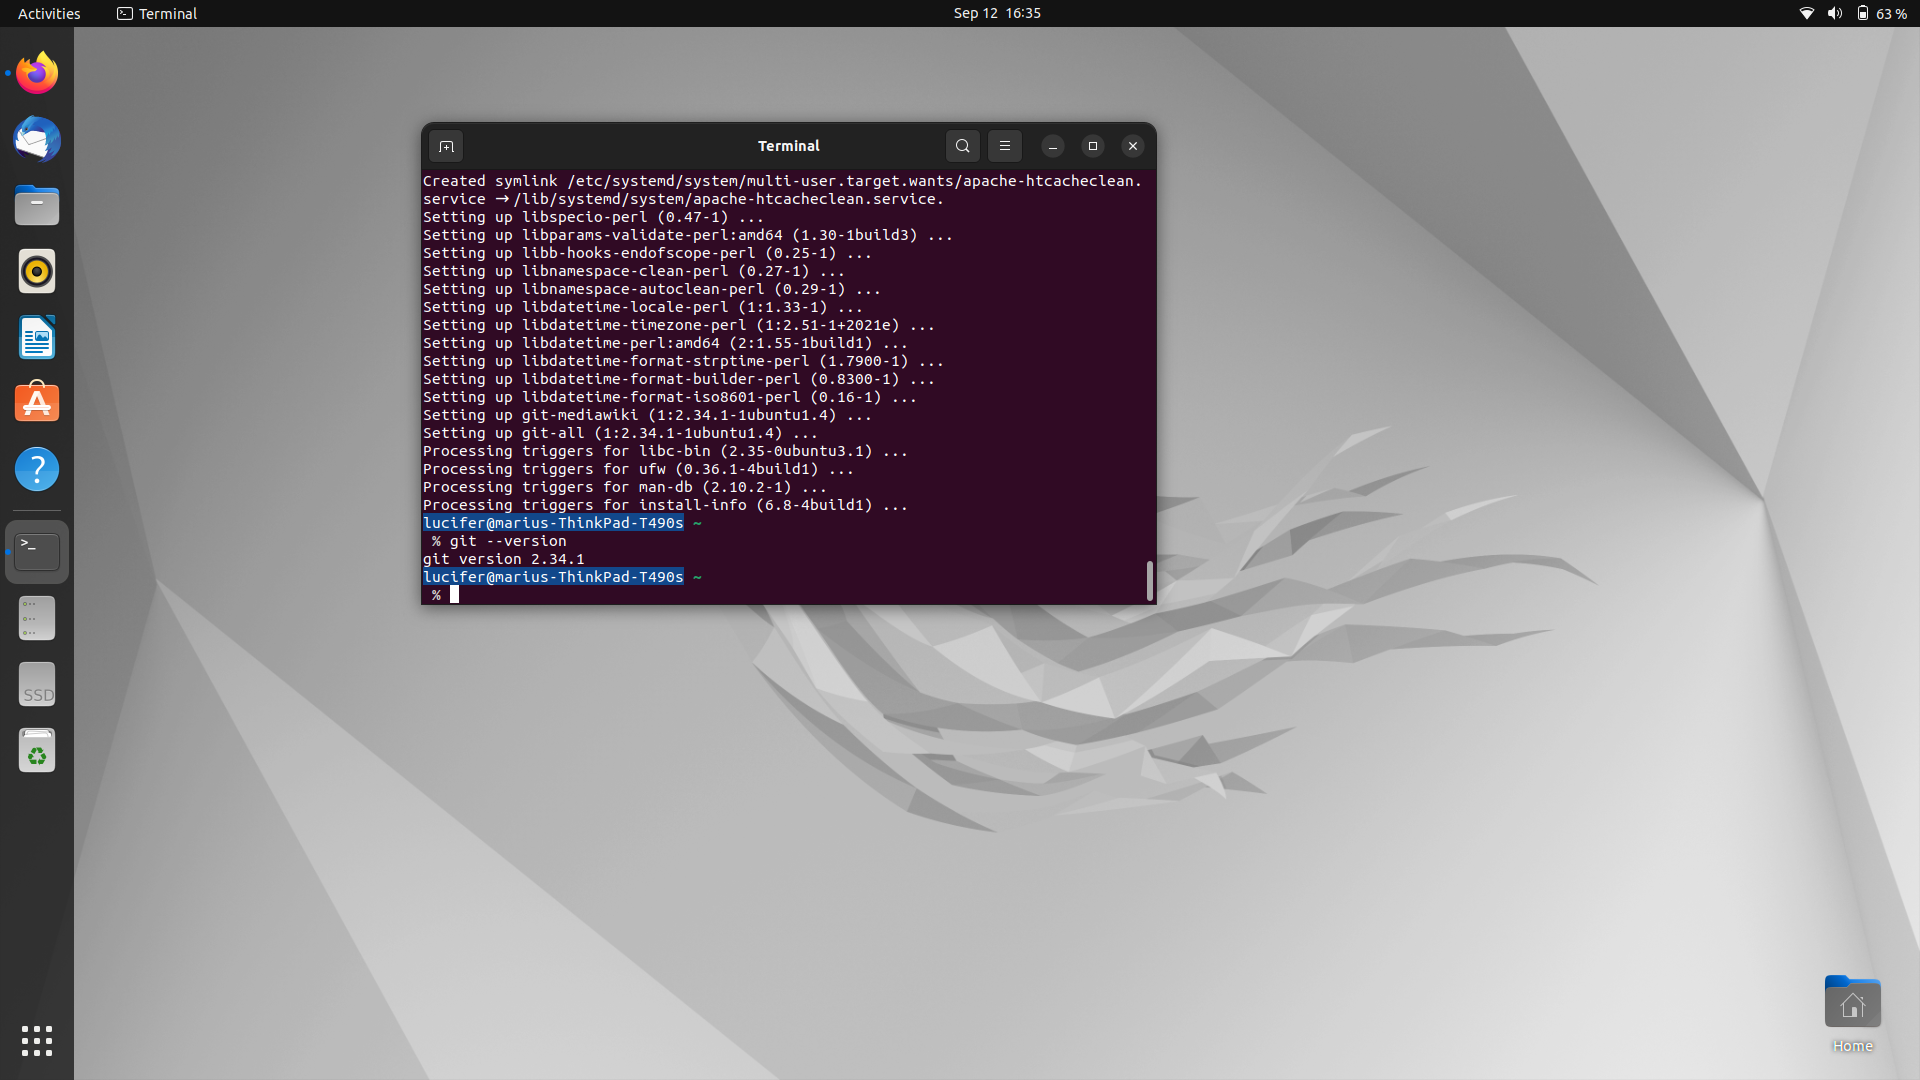 Activities
Terminal
Sep 12 16:35
63 %
Terminal
Created symlink /etc/systemd/system/multi-user.target.wants/apache-htcacheclean.
service → /lib/systemd/system/apache-htcacheclean.service.
Setting up libspecio-perl (0.47-1) ...
Setting up libparams-validate-perl:amd64 (1.30-1build3) ...
Setting up libb-hooks-endofscope-perl (0.25-1) ...
Setting up libnamespace-clean-perl (0.27-1) ...
Setting up libnamespace-autoclean-perl (0.29-1) ...
Setting up libdatetime-locale-perl (1:1.33-1) ...
Setting up libdatetime-timezone-perl (1:2.51-1+2021e) ...
Setting up libdatetime-perl:amd64 (2:1.55-1build1) ...
Setting up libdatetime-format-strptime-perl (1.7900-1) ...
Setting up libdatetime-format-builder-perl (0.8300-1) ...
Setting up libdatetime-format-iso8601-perl (0.16-1) ...
Setting up git-mediawiki (1:2.34.1-1ubuntu1.4) ...
Setting up git-all (1:2.34.1-1ubuntu1.4) ...
Processing triggers for libc-bin (2.35-0ubuntu3.1) ...
Processing triggers for ufw (0.36.1-4build1) ...
Processing triggers for man-db (2.10.2-1) ...
Processing triggers for install-info (6.8-4build1) ...
lucifer@marius-ThinkPad-T490s ~
% git --version
git version 2.34.1
lucifer@marius-ThinkPad-T490s ~
%
SSD
Home